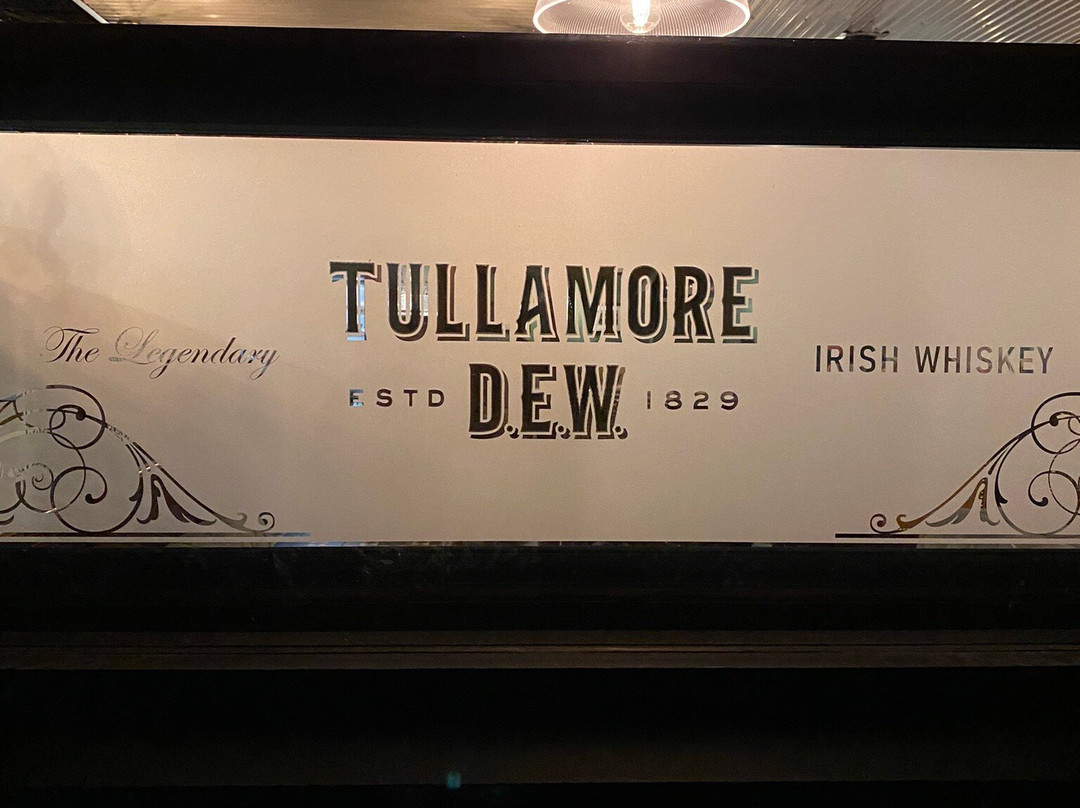 The Legendary
TULLAMORE
ESTD D.E.W. 1829
IRISH WHISKEY